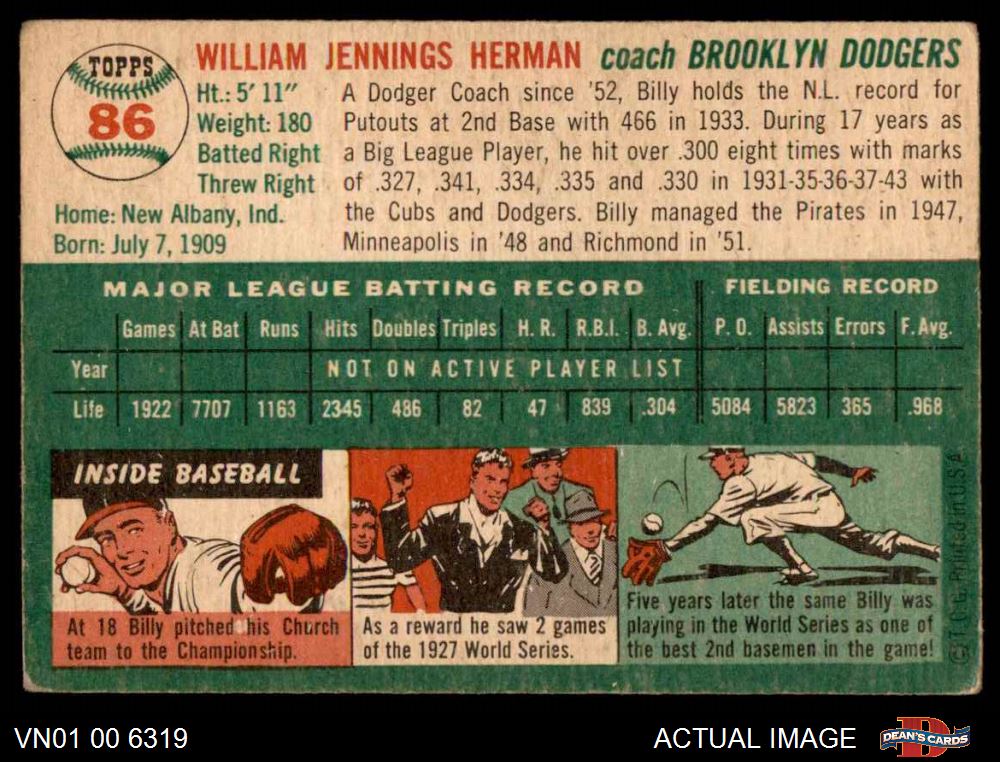 TOPPS
86
WILLIAM JENNINGS HERMAN coach BROOKLYN DODGERS
Ht.: 5' 11"
Weight: 180
Batted Right
Threw Right
Home: New Albany, Ind.
Born: July 7, 1909
A Dodger Coach since '52, Billy holds the N.L. record for
Putouts at 2nd Base with 466 in 1933. During 17 years as
a Big League Player, he hit over .300 eight times with marks
of .327, .341, .334, .335 and .330 in 1931-35-36-37-43 with
the Cubs and Dodgers. Billy managed the Pirates in 1947,
Minneapolis in '48 and Richmond in '51.
MAJOR LEAGUE BATTING RECORD FIELDING RECORD
Games At Bat Runs Hits Doubles Triples H. R. R.B.I. B. Avg. P. O. Assists Errors F. Avg.
Year NOT ON ACTIVE PLAYER LIST
Life 1922 7707 1163 2345 486 82 47 839 .304 5084 5823 365 .968
INSIDE BASEBALL
At 18 Billy pitched his Church
team to the Championship.
As a reward he saw 2 games
of the 1927 World Series.
Five years later the same Billy was
playing in the World Series as one of
the best 2nd basemen in the game!
© T. C. G. Printed in U.S.A.
VN01 00 6319
ACTUAL IMAGE
D
DEAN'S CARDS